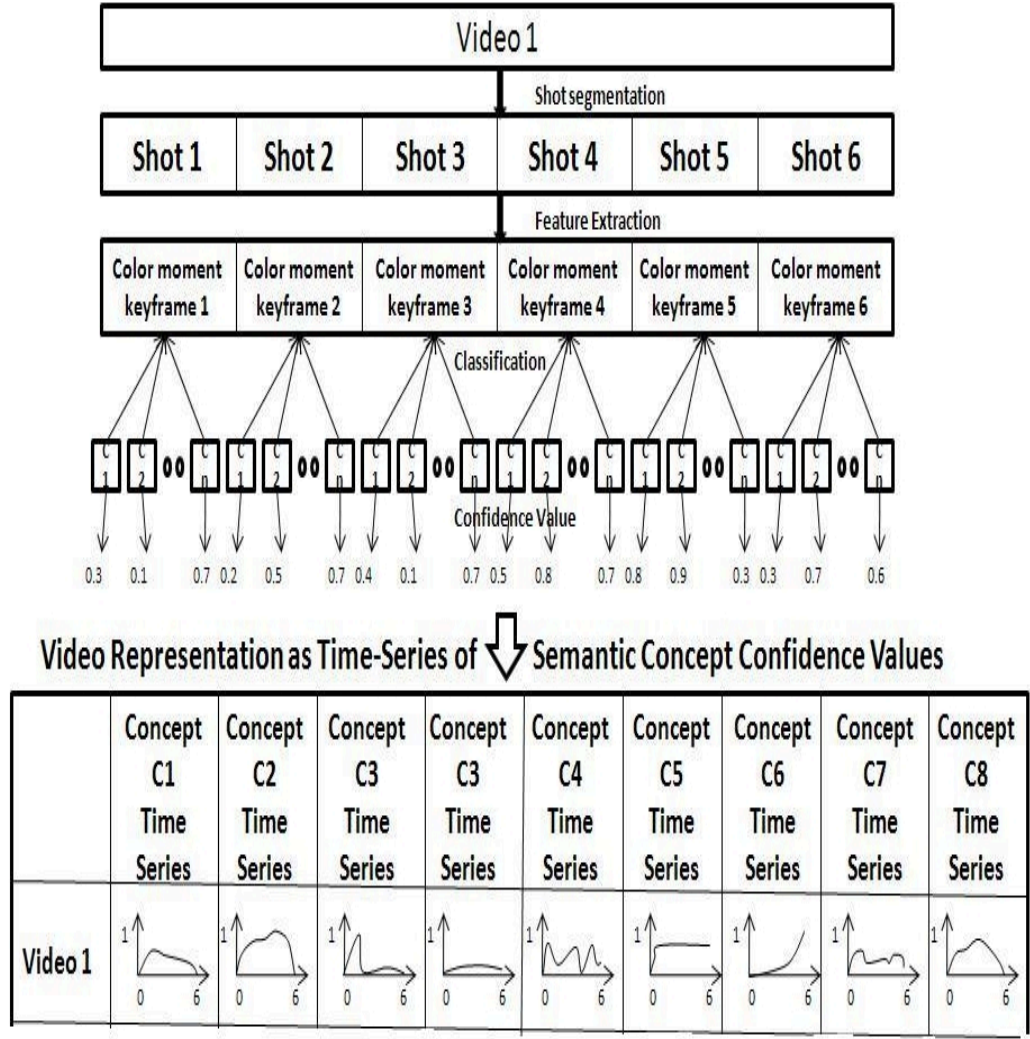 Video 1
Shot segmentation
Shot 1 Shot 2 Shot 3 Shot 4 Shot 5 Shot 6
Feature Extraction
Color moment Color moment Color moment Color moment Color moment Color moment
keyframe 1 keyframe 2 keyframe 3 keyframe 4 keyframe 5 keyframe 6
Classification
C C C C C C C C C C C C C C C C C C
1 2 n 1 2 n 1 2 n 1 2 n 1 2 n 1 2 n
Confidence Value
0.3 0.1 0.7 0.2 0.5 0.7 0.4 0.1 0.7 0.5 0.8 0.7 0.8 0.9 0.3 0.3 0.7 0.6
Video Representation as Time-Series of Semantic Concept Confidence Values
Concept Concept Concept Concept Concept Concept Concept Concept Concept
C1 C2 C3 C3 C4 C5 C6 C7 C8
Time Time Time Time Time Time Time Time Time
Series Series Series Series Series Series Series Series Series
Video 1
1 1 1 1 1 1 1 1 1
0 6 0 6 0 6 0 6 0 6 0 6 0 6 0 6 0 6